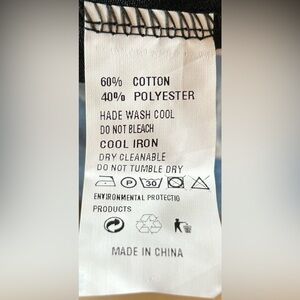 60% COTTON
40% POLYESTER
HADE WASH COOL
DO NOT BLEACH
COOL IRON
DRY CLEANABLE
DO NOT TUMBLE DRY
P 30
ENVIRONMENTAL PROTECTIO
PRODUCTS
MADE IN CHINA